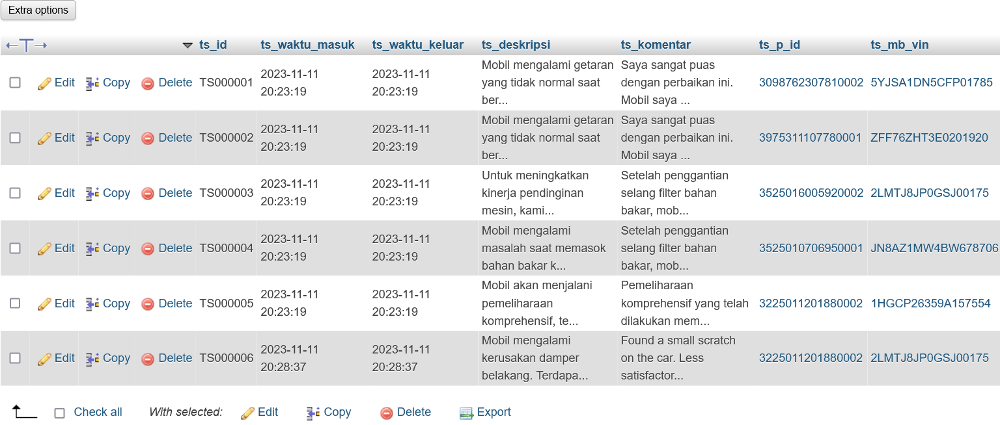 Extra options
ts_id ts_waktu_masuk ts_waktu_keluar ts_deskripsi ts_komentar ts_p_id ts_mb_vin
Edit Copy Delete TS000001 2023-11-11 20:23:19 2023-11-11 20:23:19 Mobil mengalami getaran yang tidak normal saat ber... Saya sangat puas dengan perbaikan ini. Mobil saya ... 3098762307810002 5YJSA1DN5CFP01785
Edit Copy Delete TS000002 2023-11-11 20:23:19 2023-11-11 20:23:19 Mobil mengalami getaran yang tidak normal saat ber... Saya sangat puas dengan perbaikan ini. Mobil saya ... 3975311107780001 ZFF76ZHT3E0201920
Edit Copy Delete TS000003 2023-11-11 20:23:19 2023-11-11 20:23:19 Untuk meningkatkan kinerja pendinginan mesin, kami... Setelah penggantian selang filter bahan bakar, mob... 3525016005920002 2LMTJ8JP0GSJ00175
Edit Copy Delete TS000004 2023-11-11 20:23:19 2023-11-11 20:23:19 Mobil mengalami masalah saat memasok bahan bakar k... Setelah penggantian selang filter bahan bakar, mob... 3525010706950001 JN8AZ1MW4BW678706
Edit Copy Delete TS000005 2023-11-11 20:23:19 2023-11-11 20:23:19 Mobil akan menjalani pemeliharaan komprehensif, te... Pemeliharaan komprehensif yang telah dilakukan mem... 3225011201880002 1HGCP26359A157554
Edit Copy Delete TS000006 2023-11-11 20:28:37 2023-11-11 20:28:37 Mobil mengalami kerusakan damper belakang. Terdapa... Found a small scratch on the car. Less satisfactor... 3225011201880002 2LMTJ8JP0GSJ00175
Check all With selected: Edit Copy Delete Export